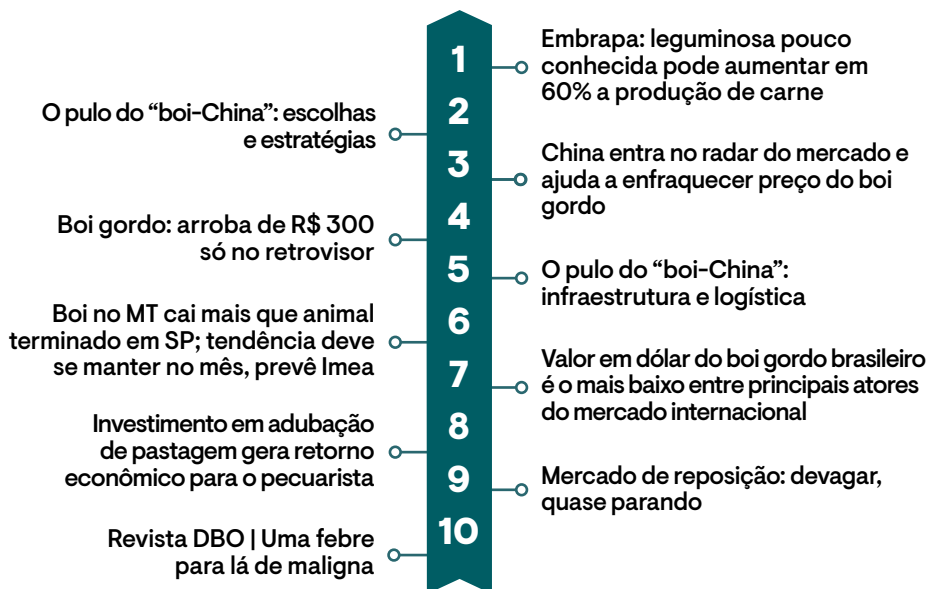 1
Embrapa: leguminosa pouco
conhecida pode aumentar em
60% a produção de carne
2
O pulo do “boi-China”: escolhas
e estratégias
3
China entra no radar do mercado e
ajuda a enfraquecer preço do boi
gordo
4
Boi gordo: arroba de R$ 300
só no retrovisor
5
O pulo do “boi-China”:
infraestrutura e logística
6
Boi no MT cai mais que animal
terminado em SP; tendência deve
se manter no mês, prevê Imea
7
Valor em dólar do boi gordo brasileiro
é o mais baixo entre principais atores
do mercado internacional
8
Investimento em adubação
de pastagem gera retorno
econômico para o pecuarista
9
Mercado de reposição: devagar,
quase parando
10
Revista DBO | Uma febre
para lá de maligna